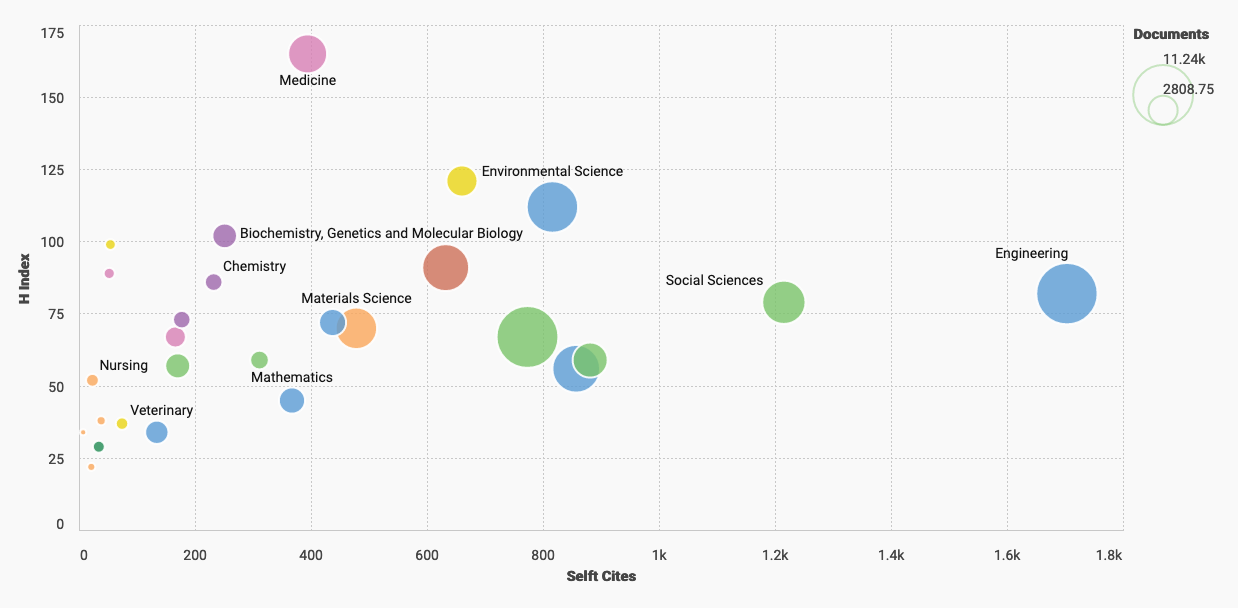 175
150
125
100
75
50
25
0
H Index
Medicine
Environmental Science
Biochemistry, Genetics and Molecular Biology
Engineering
Chemistry
Social Sciences
Materials Science
Nursing
Mathematics
Veterinary
0
200
400
600
800
1k
1.2k
1.4k
1.6k
1.8k
Selft Cites
Documents
11.24k
2808.75